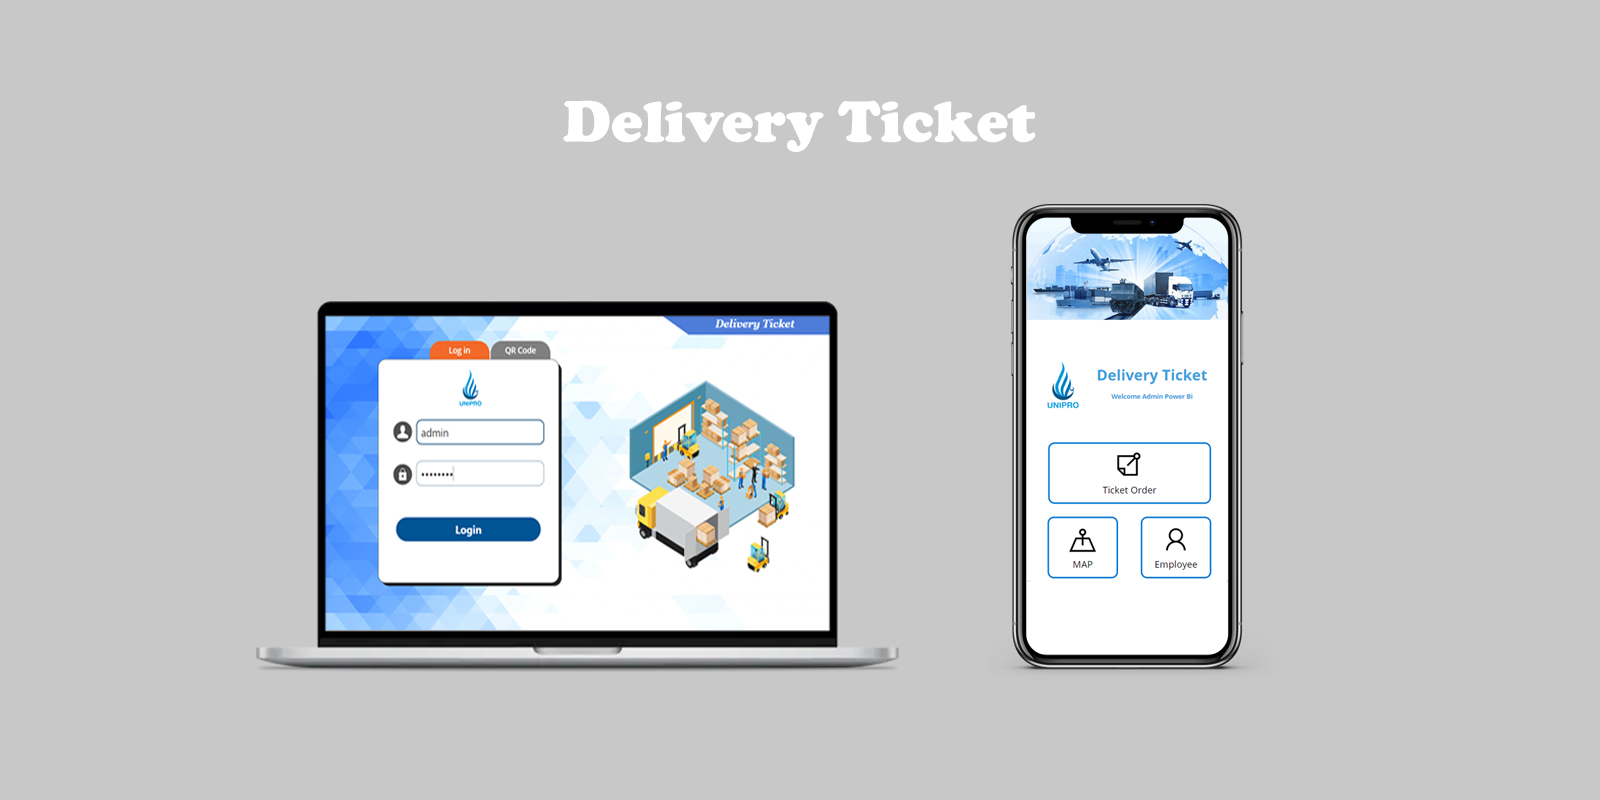 Delivery Ticket
Delivery Ticket
Log in
QR Code
UNIPRO
admin
Login
Delivery Ticket
Welcome Admin Power Bi
UNIPRO
Ticket Order
MAP
Employee